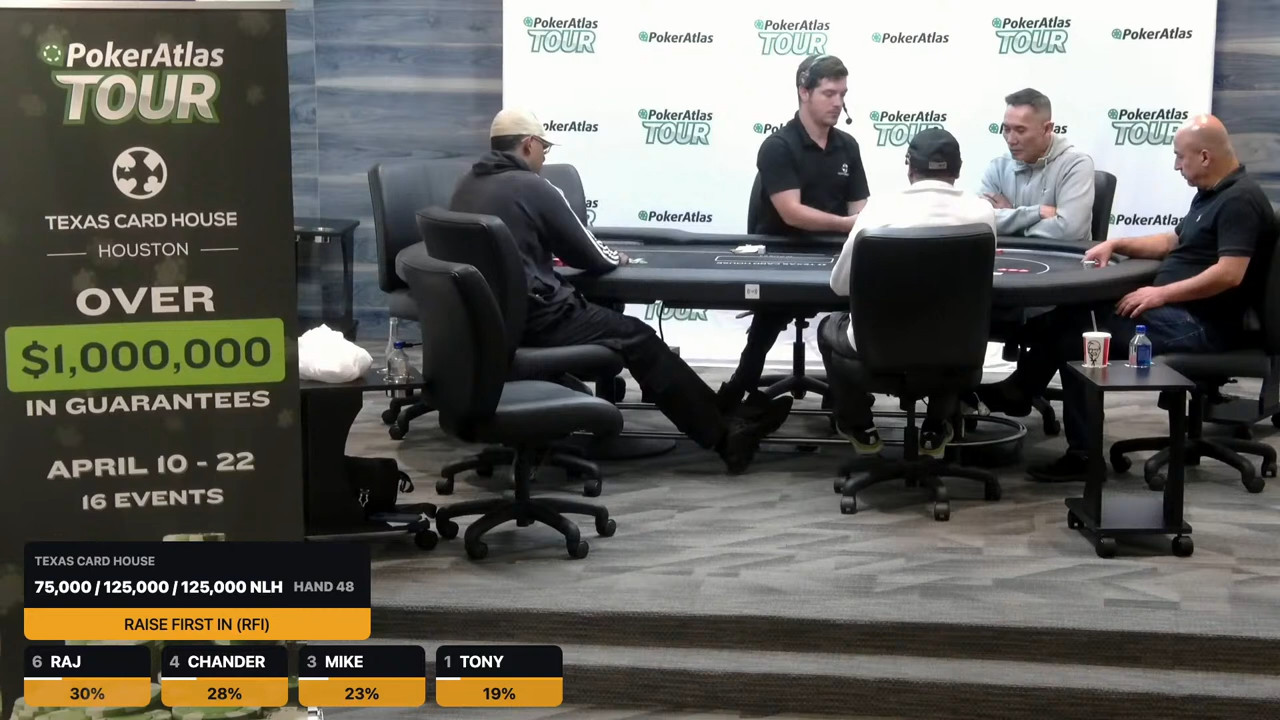 PokerAtlas
TOUR
TEXAS CARD HOUSE
HOUSTON
OVER
$1,000,000
IN GUARANTEES
APRIL 10 - 22
16 EVENTS
PokerAtlas
TOUR
PokerAtlas
PokerAtlas
TOUR
PokerAtlas
PokerAtlas
TOUR
PokerAtlas
PokerAtlas
TOUR
PokerAtlas
TOUR
PokerAtlas
TOUR
PokerAtlas
PokerAtlas
TOUR
TEXAS CARD HOUSE
75,000 / 125,000 / 125,000 NLH HAND 48
RAISE FIRST IN (RFI)
6 RAJ
30%
4 CHANDER
28%
3 MIKE
23%
1 TONY
19%
KFC